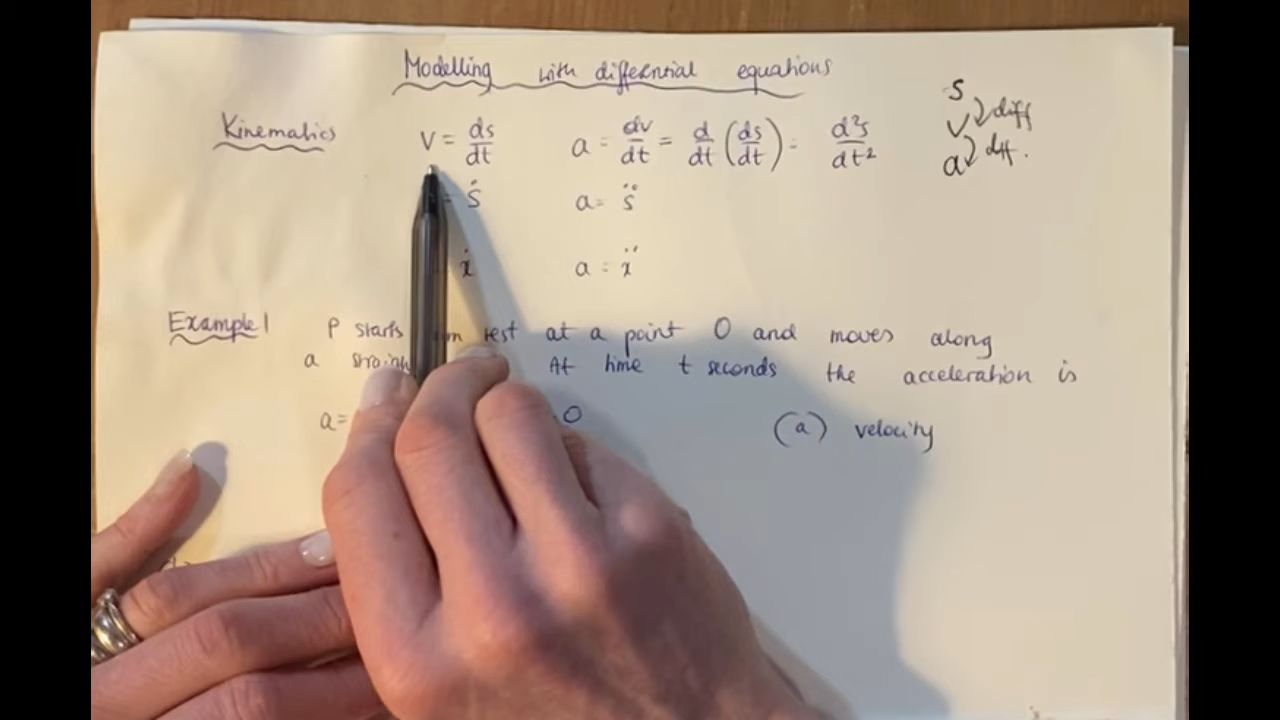 Modelling with differential equations
Kinematics
v = ds/dt a = dv/dt = d/dt (ds/dt) = d²s/dt²
= ṡ a = s̈
ẋ a = ẍ
s
v diff
a diff.
Example 1 P starts rest at a point O and moves along
a At time t seconds the acceleration is
a =
O
(a) velocity